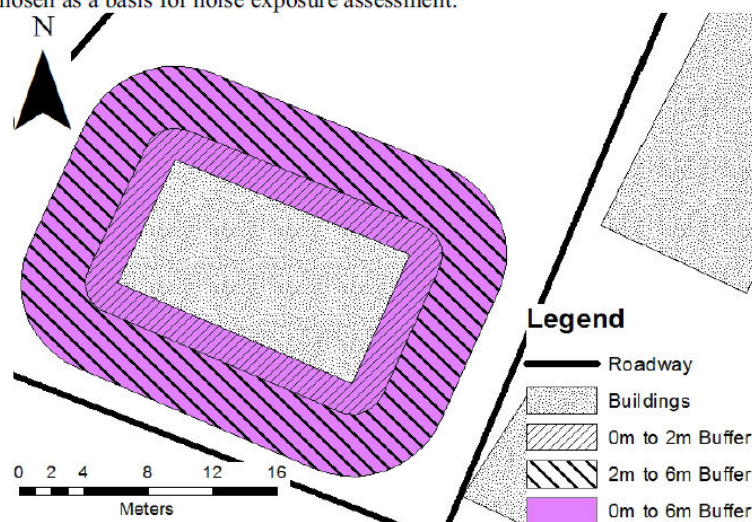 hosen as a basis for noise exposure assessment.
N
Legend
Roadway
Buildings
0m to 2m Buffer
2m to 6m Buffer
0m to 6m Buffer
0 2 4 8 12 16
Meters